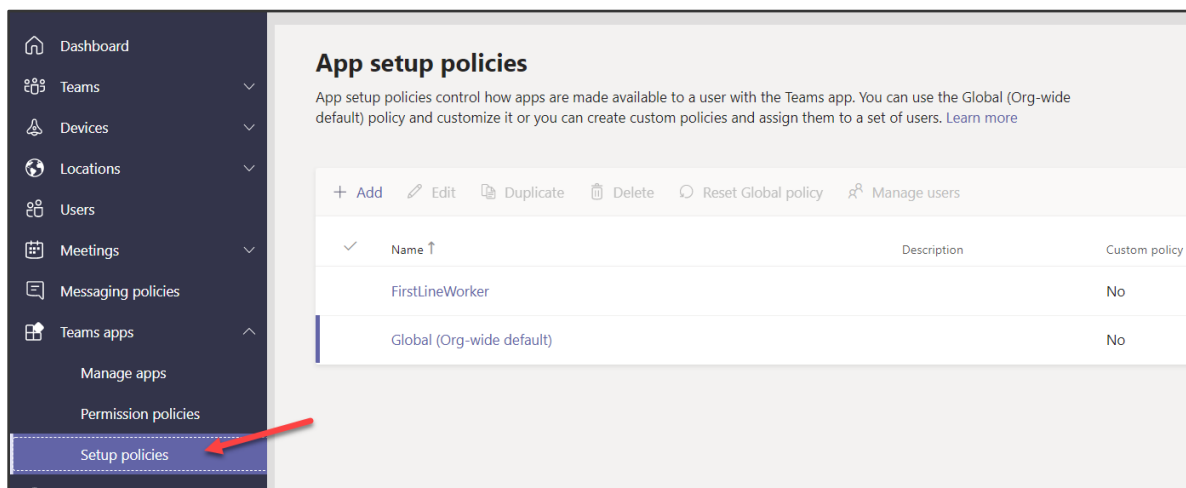 Dashboard
Teams
Devices
Locations
Users
Meetings
Messaging policies
Teams apps
Manage apps
Permission policies
Setup policies
App setup policies
App setup policies control how apps are made available to a user with the Teams app. You can use the Global (Org-wide
default) policy and customize it or you can create custom policies and assign them to a set of users. Learn more
+ Add Edit Duplicate Delete Reset Global policy Manage users
Name ↑ Description Custom policy
FirstLineWorker No
Global (Org-wide default) No